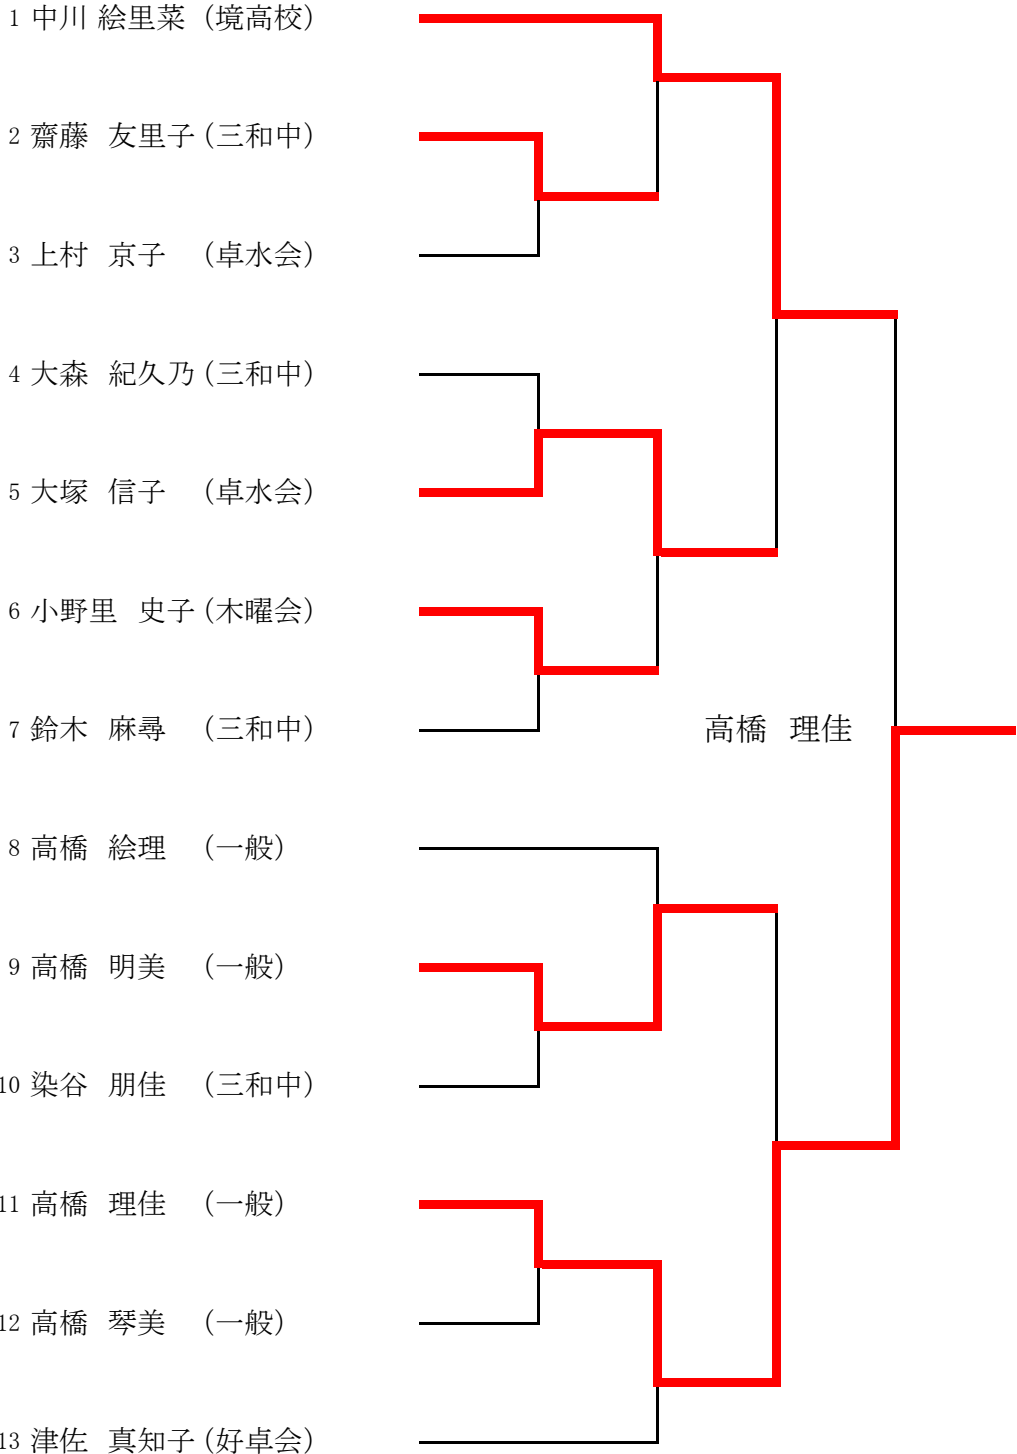 1 中川 絵里菜 (境高校)
2 齋藤 友里子 (三和中)
3 上村 京子 (卓水会)
4 大森 紀久乃 (三和中)
5 大塚 信子 (卓水会)
6 小野里 史子 (木曜会)
7 鈴木 麻尋 (三和中)
高橋 理佳
8 高橋 絵理 (一般)
9 高橋 明美 (一般)
10 染谷 朋佳 (三和中)
11 高橋 理佳 (一般)
12 高橋 琴美 (一般)
13 津佐 真知子 (好卓会)